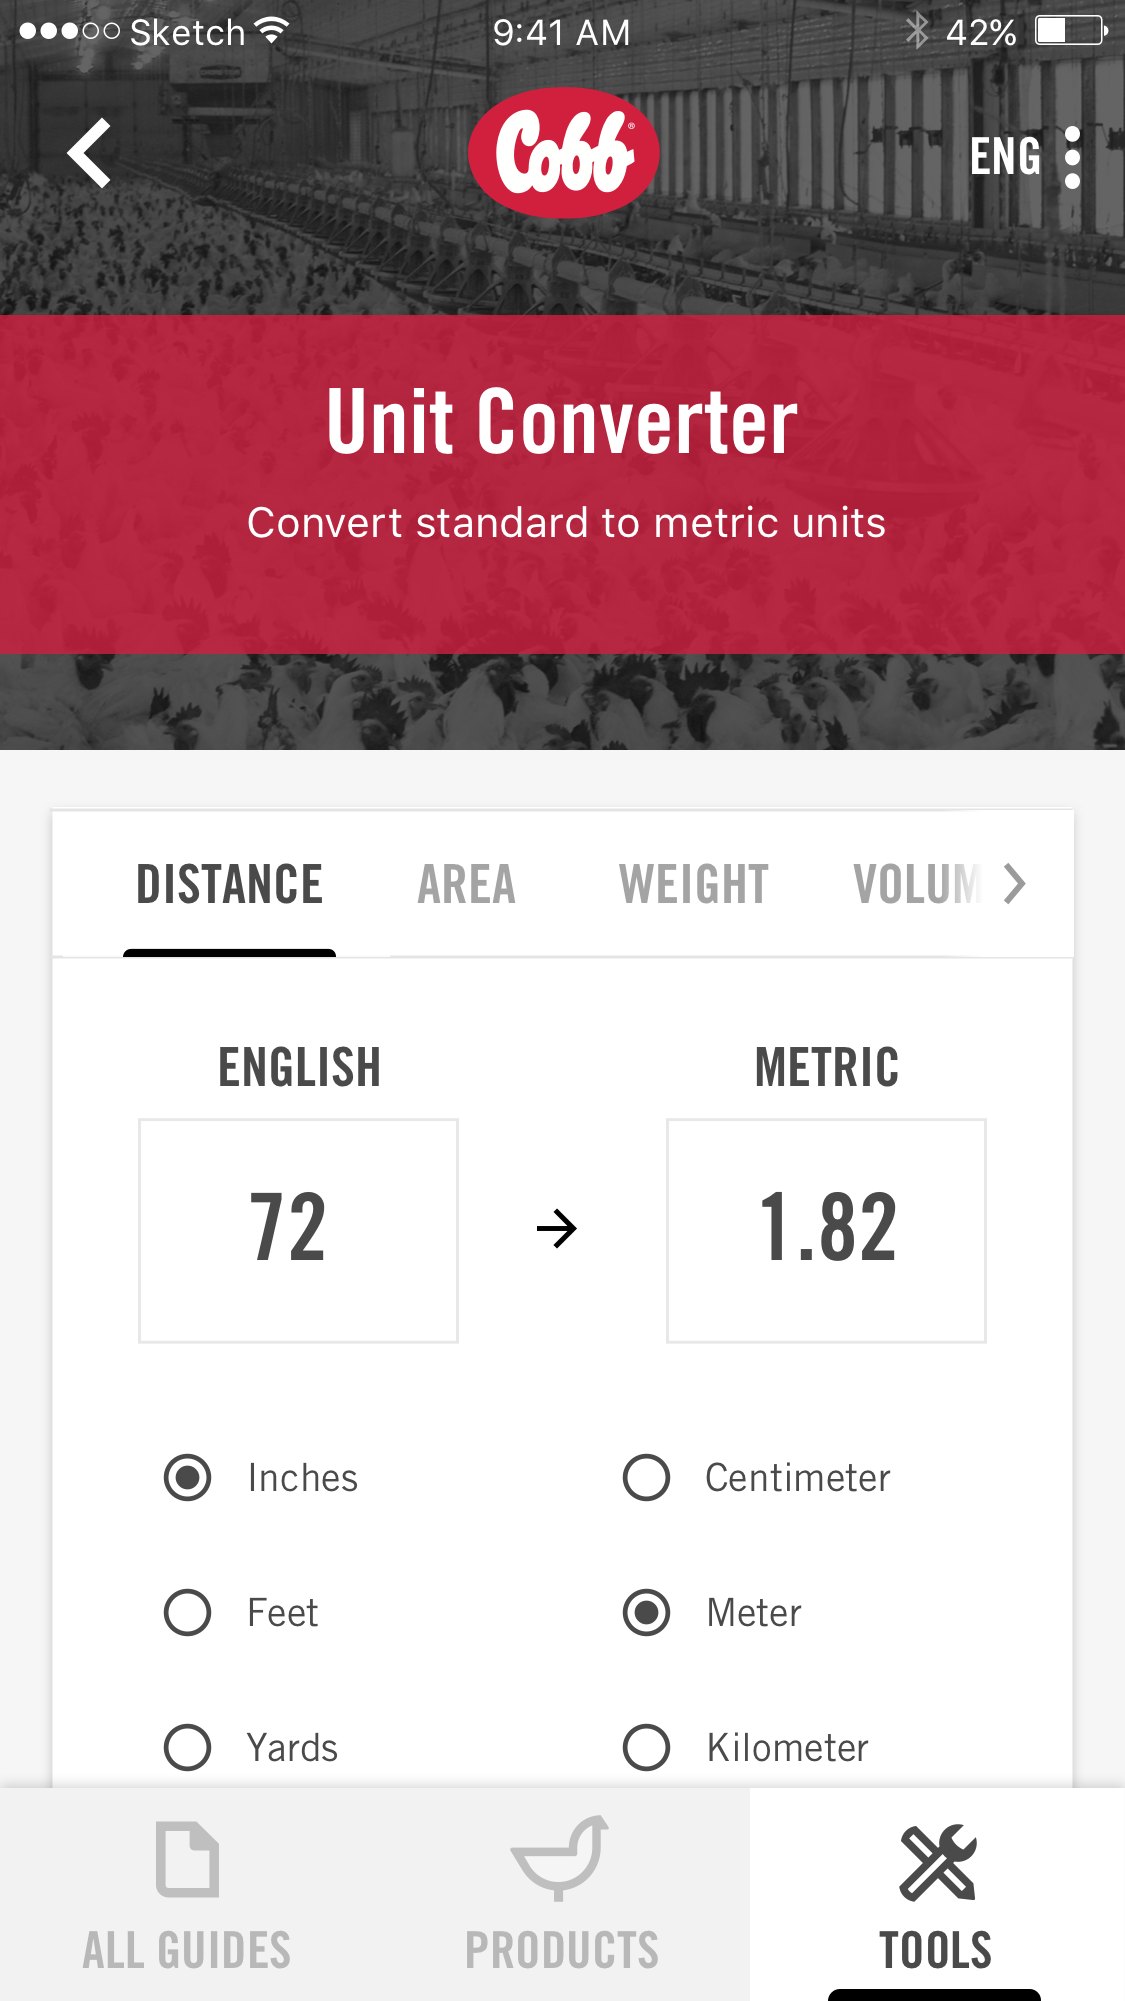 Sketch 9:41 AM 42%
Cobb®
ENG
Unit Converter
Convert standard to metric units
DISTANCE AREA WEIGHT VOLUM
ENGLISH METRIC
72 1.82
Inches Centimeter
Feet Meter
Yards Kilometer
ALL GUIDES PRODUCTS TOOLS